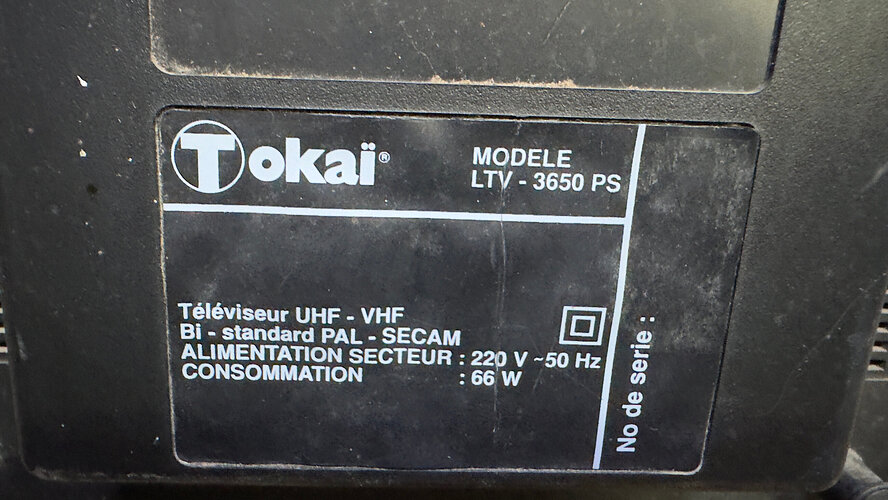 Tokaï®
MODELE
LTV - 3650 PS
Téléviseur UHF - VHF
Bi - standard PAL - SECAM
ALIMENTATION SECTEUR : 220 V ~ 50 Hz
CONSOMMATION : 66 W
No de serie :